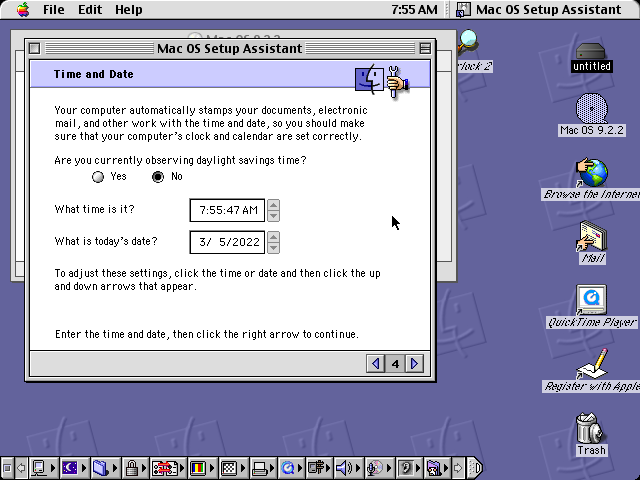 File Edit Help 7:55 AM Mac OS Setup Assistant
Mac OS 9.2.2
Mac OS Setup Assistant
rlock 2
untitled
Time and Date
Your computer automatically stamps your documents, electronic
mail, and other work with the time and date, so you should make
sure that your computer's clock and calendar are set correctly.
Mac OS 9.2.2
Are you currently observing daylight savings time?
Yes No
Browse the Internet
What time is it? 7:55:47 AM
What is today's date? 3/ 5/2022
Mail
To adjust these settings, click the time or date and then click the up
and down arrows that appear.
QuickTime Player
Enter the time and date, then click the right arrow to continue.
4
Register with Apple
Trash